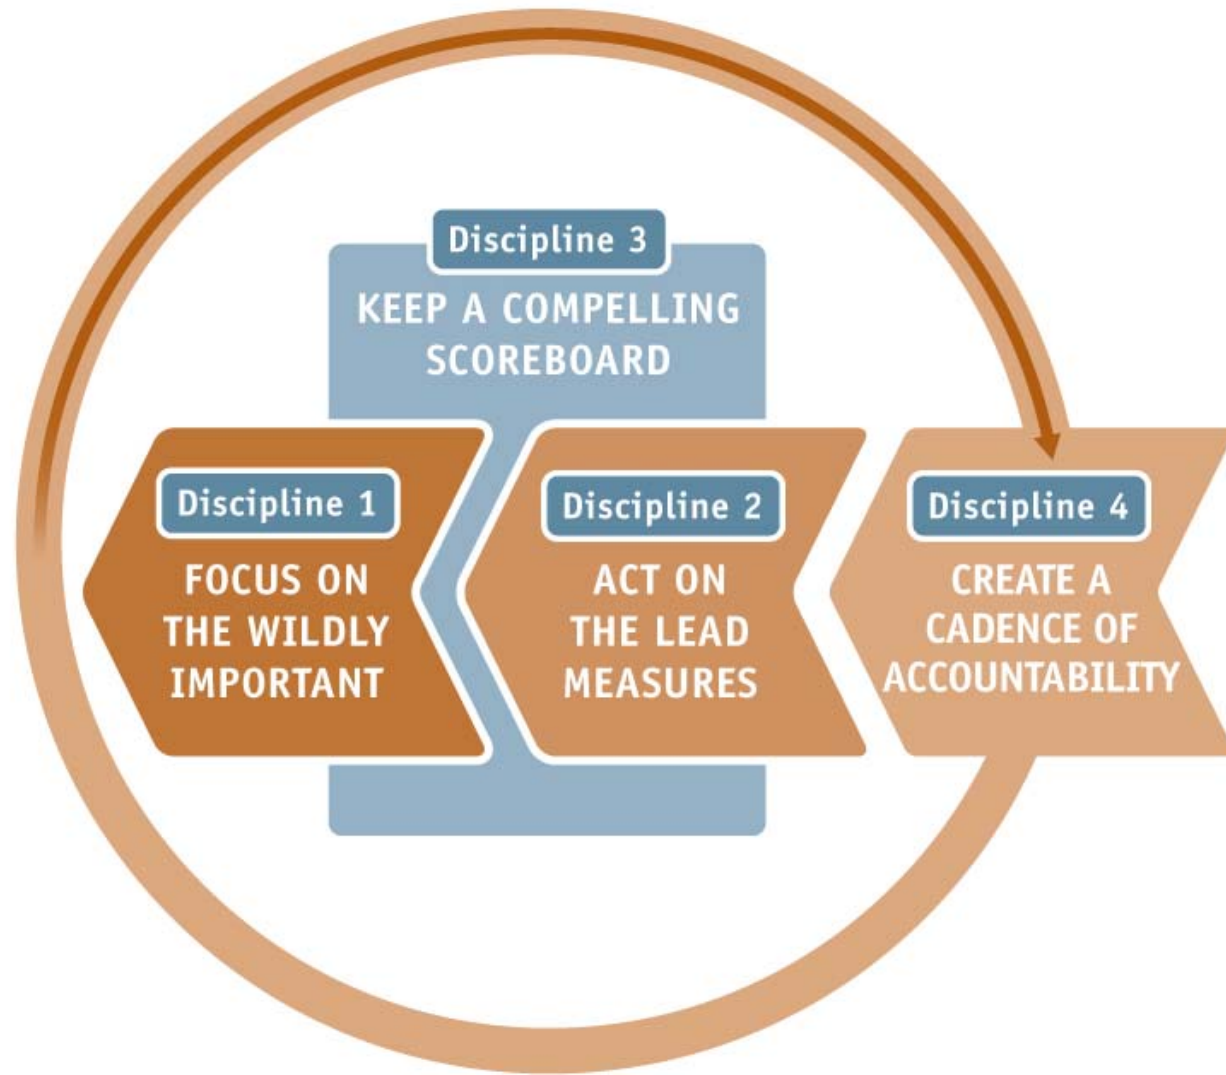 Discipline 3
KEEP A COMPELLING
SCOREBOARD
Discipline 1
FOCUS ON
THE WILDLY
IMPORTANT
Discipline 2
ACT ON
THE LEAD
MEASURES
Discipline 4
CREATE A
CADENCE OF
ACCOUNTABILITY